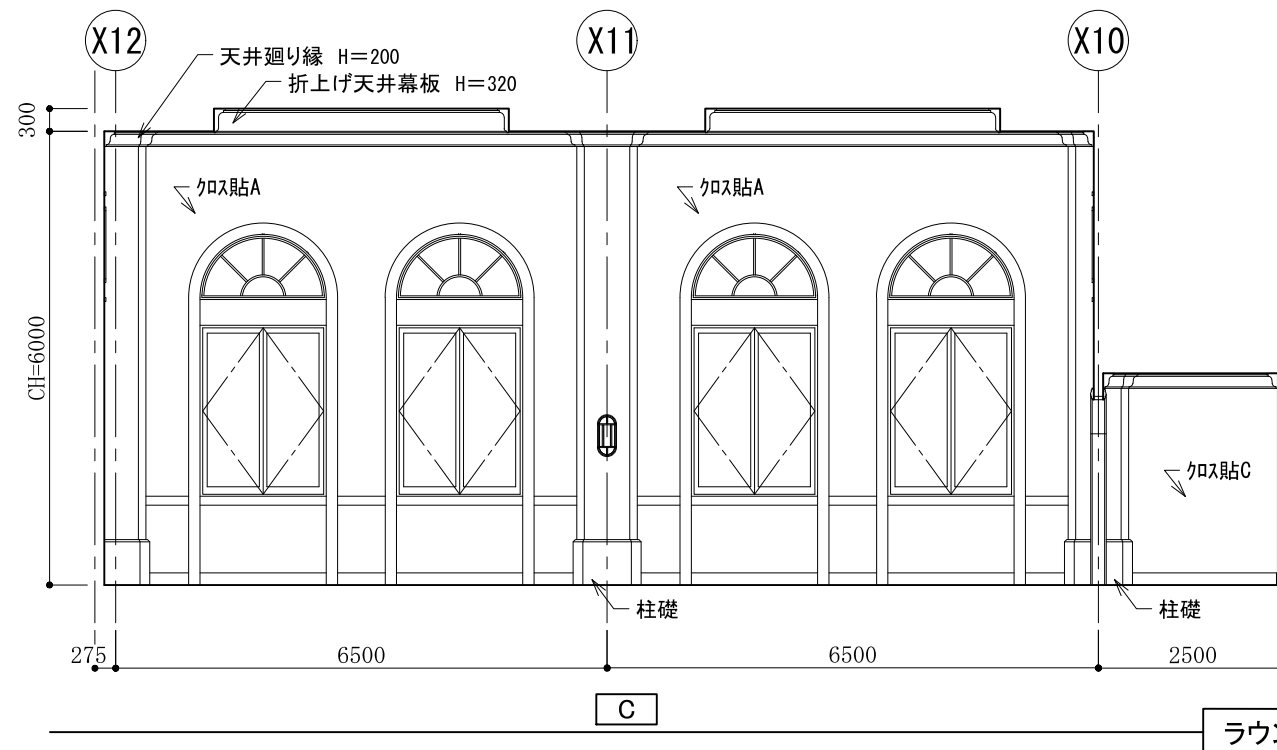 X12
X11
X10
天井廻り縁 H=200
折上げ天井幕板 H=320
300
クロス貼A
クロス貼A
CH=6000
クロス貼C
柱礎
柱礎
275
6500
6500
2500
C
ラウン